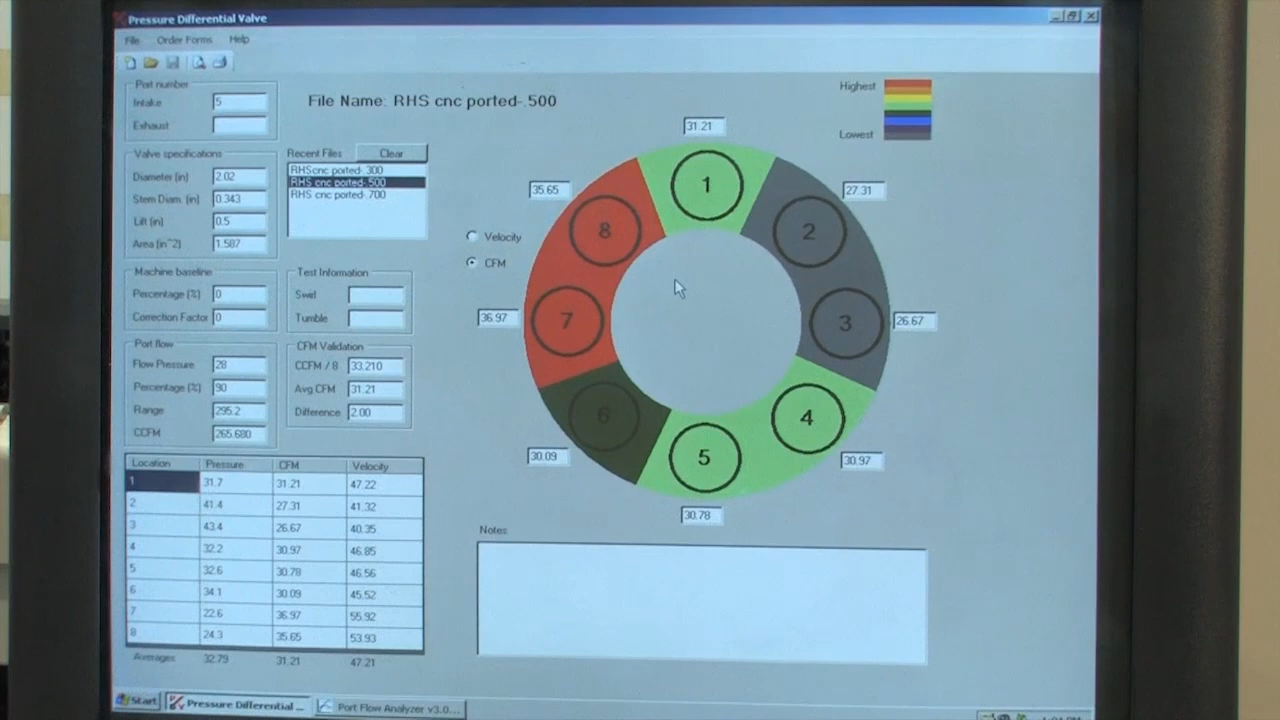 Pressure Differential Valve
File Order Forms Help
Port number
Intake 5
Exhaust
File Name: RHS cnc ported-.500
Highest
Lowest
Valve specifications
Diameter (in) 2.02
Stem Diam. (in) 0.343
Lift (in) 0.5
Area (in^2) 1.587
Recent Files Clear
RHS cnc ported-.300
RHS cnc ported-.500
RHS cnc ported-.700
Velocity
CFM
Machine baseline
Percentage (%) 0
Correction Factor 0
Test Information
Swirl
Tumble
Port flow
Flow Pressure 28
Percentage (%) 90
Range 295.2
CCFM 265.680
CFM Validation
CCFM / 8 33.210
Avg CFM 31.21
Difference 2.00
31.21
35.65
27.31
36.97
26.67
30.09
30.97
30.78
1
8
2
7
3
6
4
5
Location Pressure CFM Velocity
1 31.7 31.21 47.22
2 41.4 27.31 41.32
3 43.4 26.67 40.35
4 32.2 30.97 46.85
5 32.6 30.78 46.56
6 34.1 30.09 45.52
7 22.6 36.97 55.92
8 24.3 35.65 53.93
Averages 32.79 31.21 47.21
Notes
Start Pressure Differential ... Port Flow Analyzer v3.0...